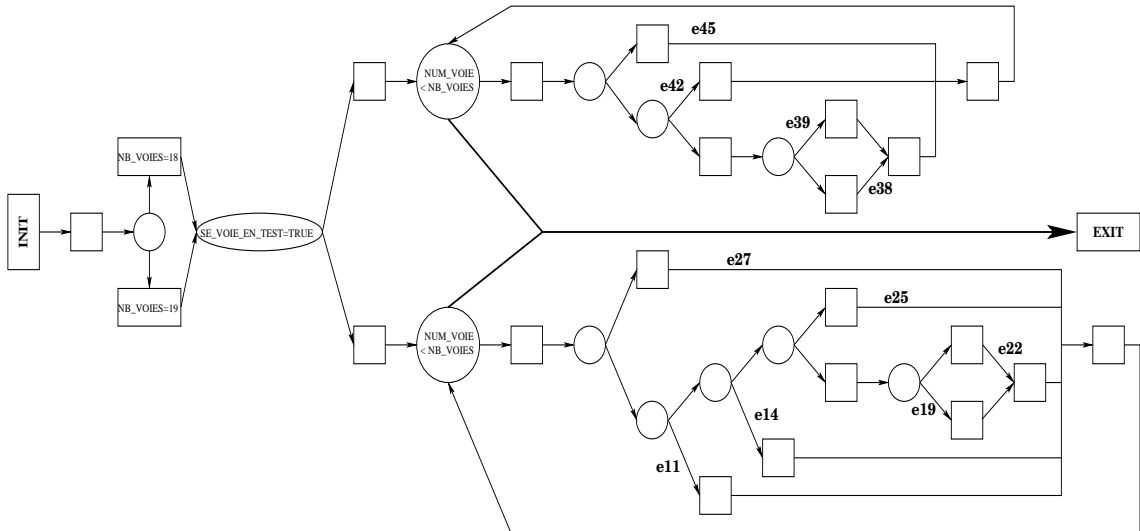 INIT
NB_VOIES=18
NB_VOIES=19
SE_VOIE_EN_TEST=TRUE
NUM_VOIE
< NB_VOIES
e45
e42
e39
e38
EXIT
NUM_VOIE
< NB_VOIES
e27
e25
e22
e19
e14
e11